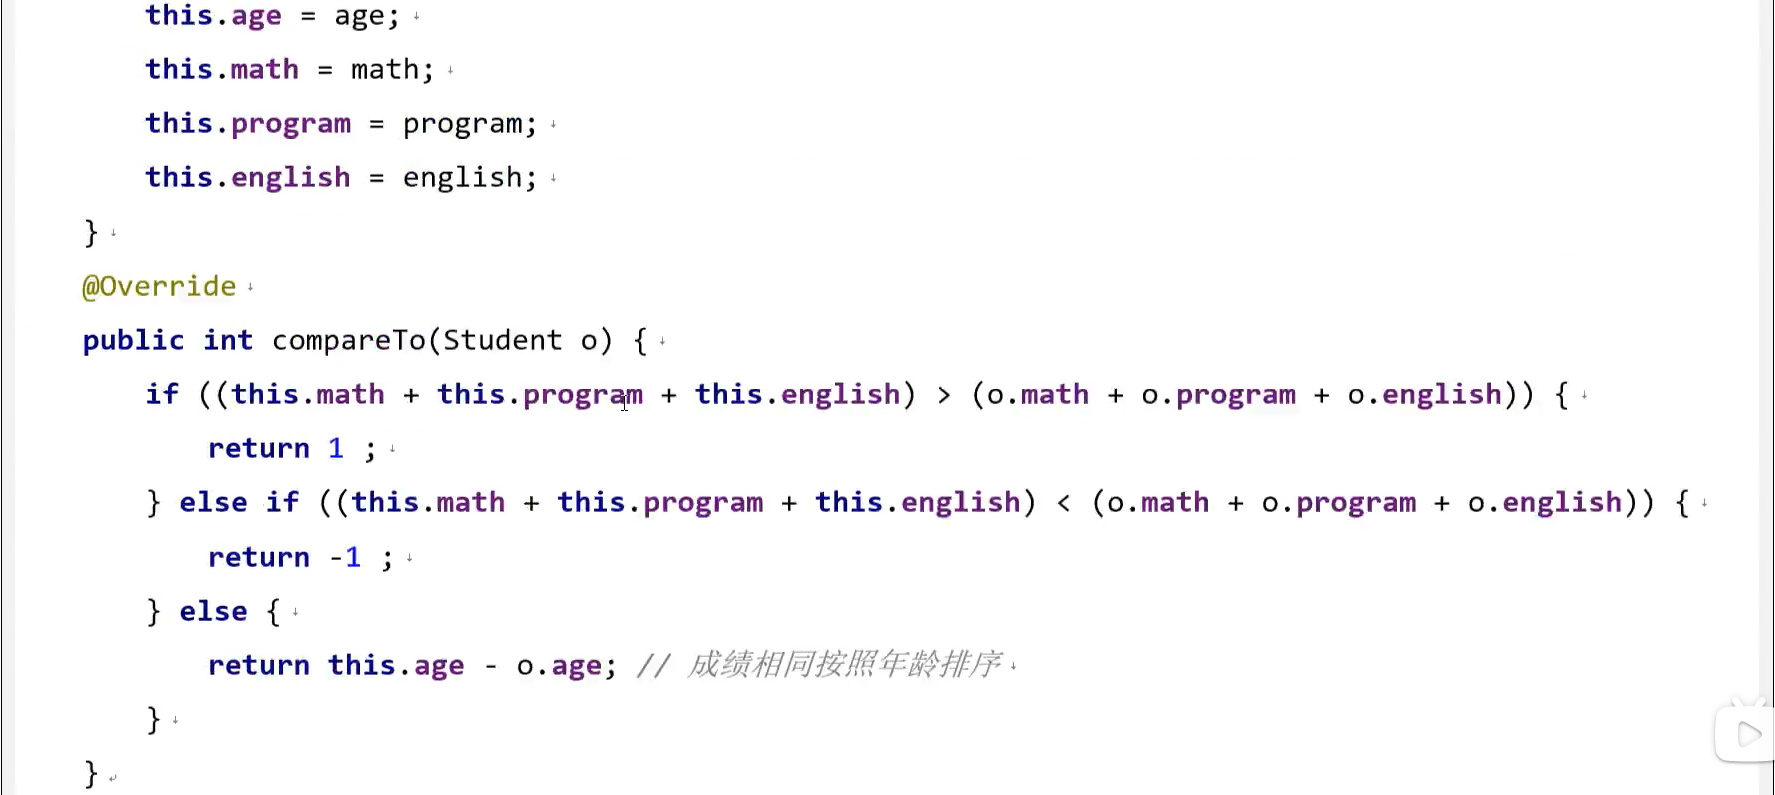 this.age = age;
this.math = math;
this.program = program;
this.english = english;
}
@Override
public int compareTo(Student o) {
if ((this.math + this.program + this.english) > (o.math + o.program + o.english)) {
return 1 ;
} else if ((this.math + this.program + this.english) < (o.math + o.program + o.english)) {
return -1 ;
} else {
return this.age - o.age; // 成绩相同按照年龄排序
}
}